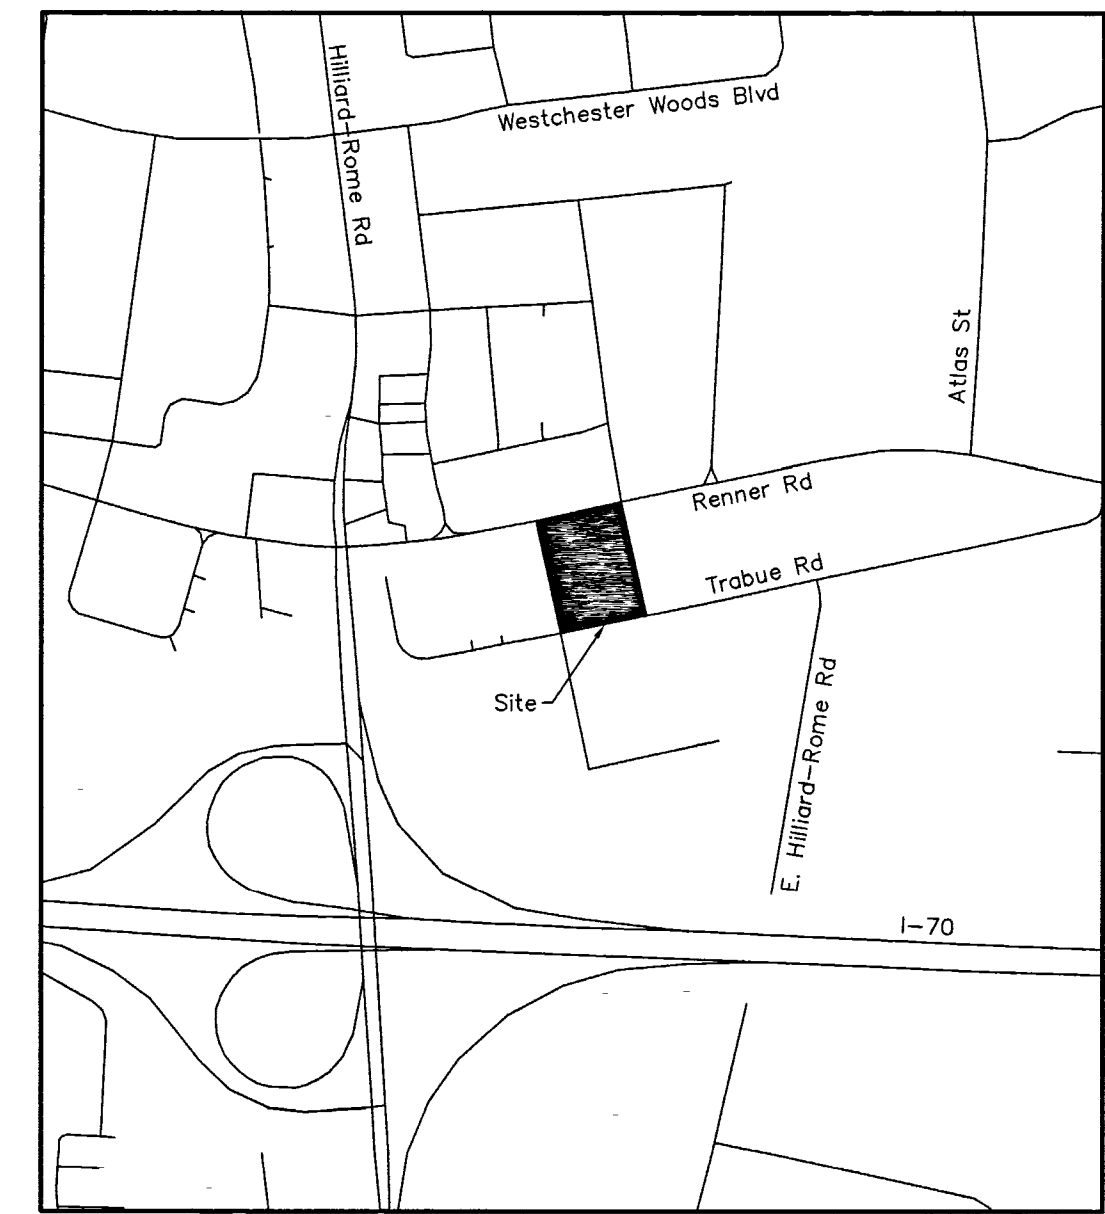 Hilliard-Rome Rd
Westchester Woods Blvd
Atlas St
Renner Rd
Trabue Rd
Site
E. Hilliard-Rome Rd
I-70